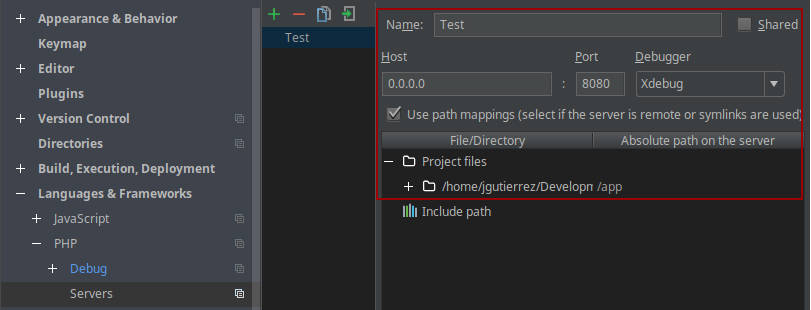 Appearance & Behavior
Keymap
Editor
Plugins
Version Control
Directories
Build, Execution, Deployment
Languages & Frameworks
JavaScript
PHP
Debug
Servers
Test
Name: Test Shared
Host Port Debugger
0.0.0.0 : 8080 Xdebug
Use path mappings (select if the server is remote or symlinks are used)
File/Directory Absolute path on the server
Project files
/home/jgutierrez/Developm /app
Include path